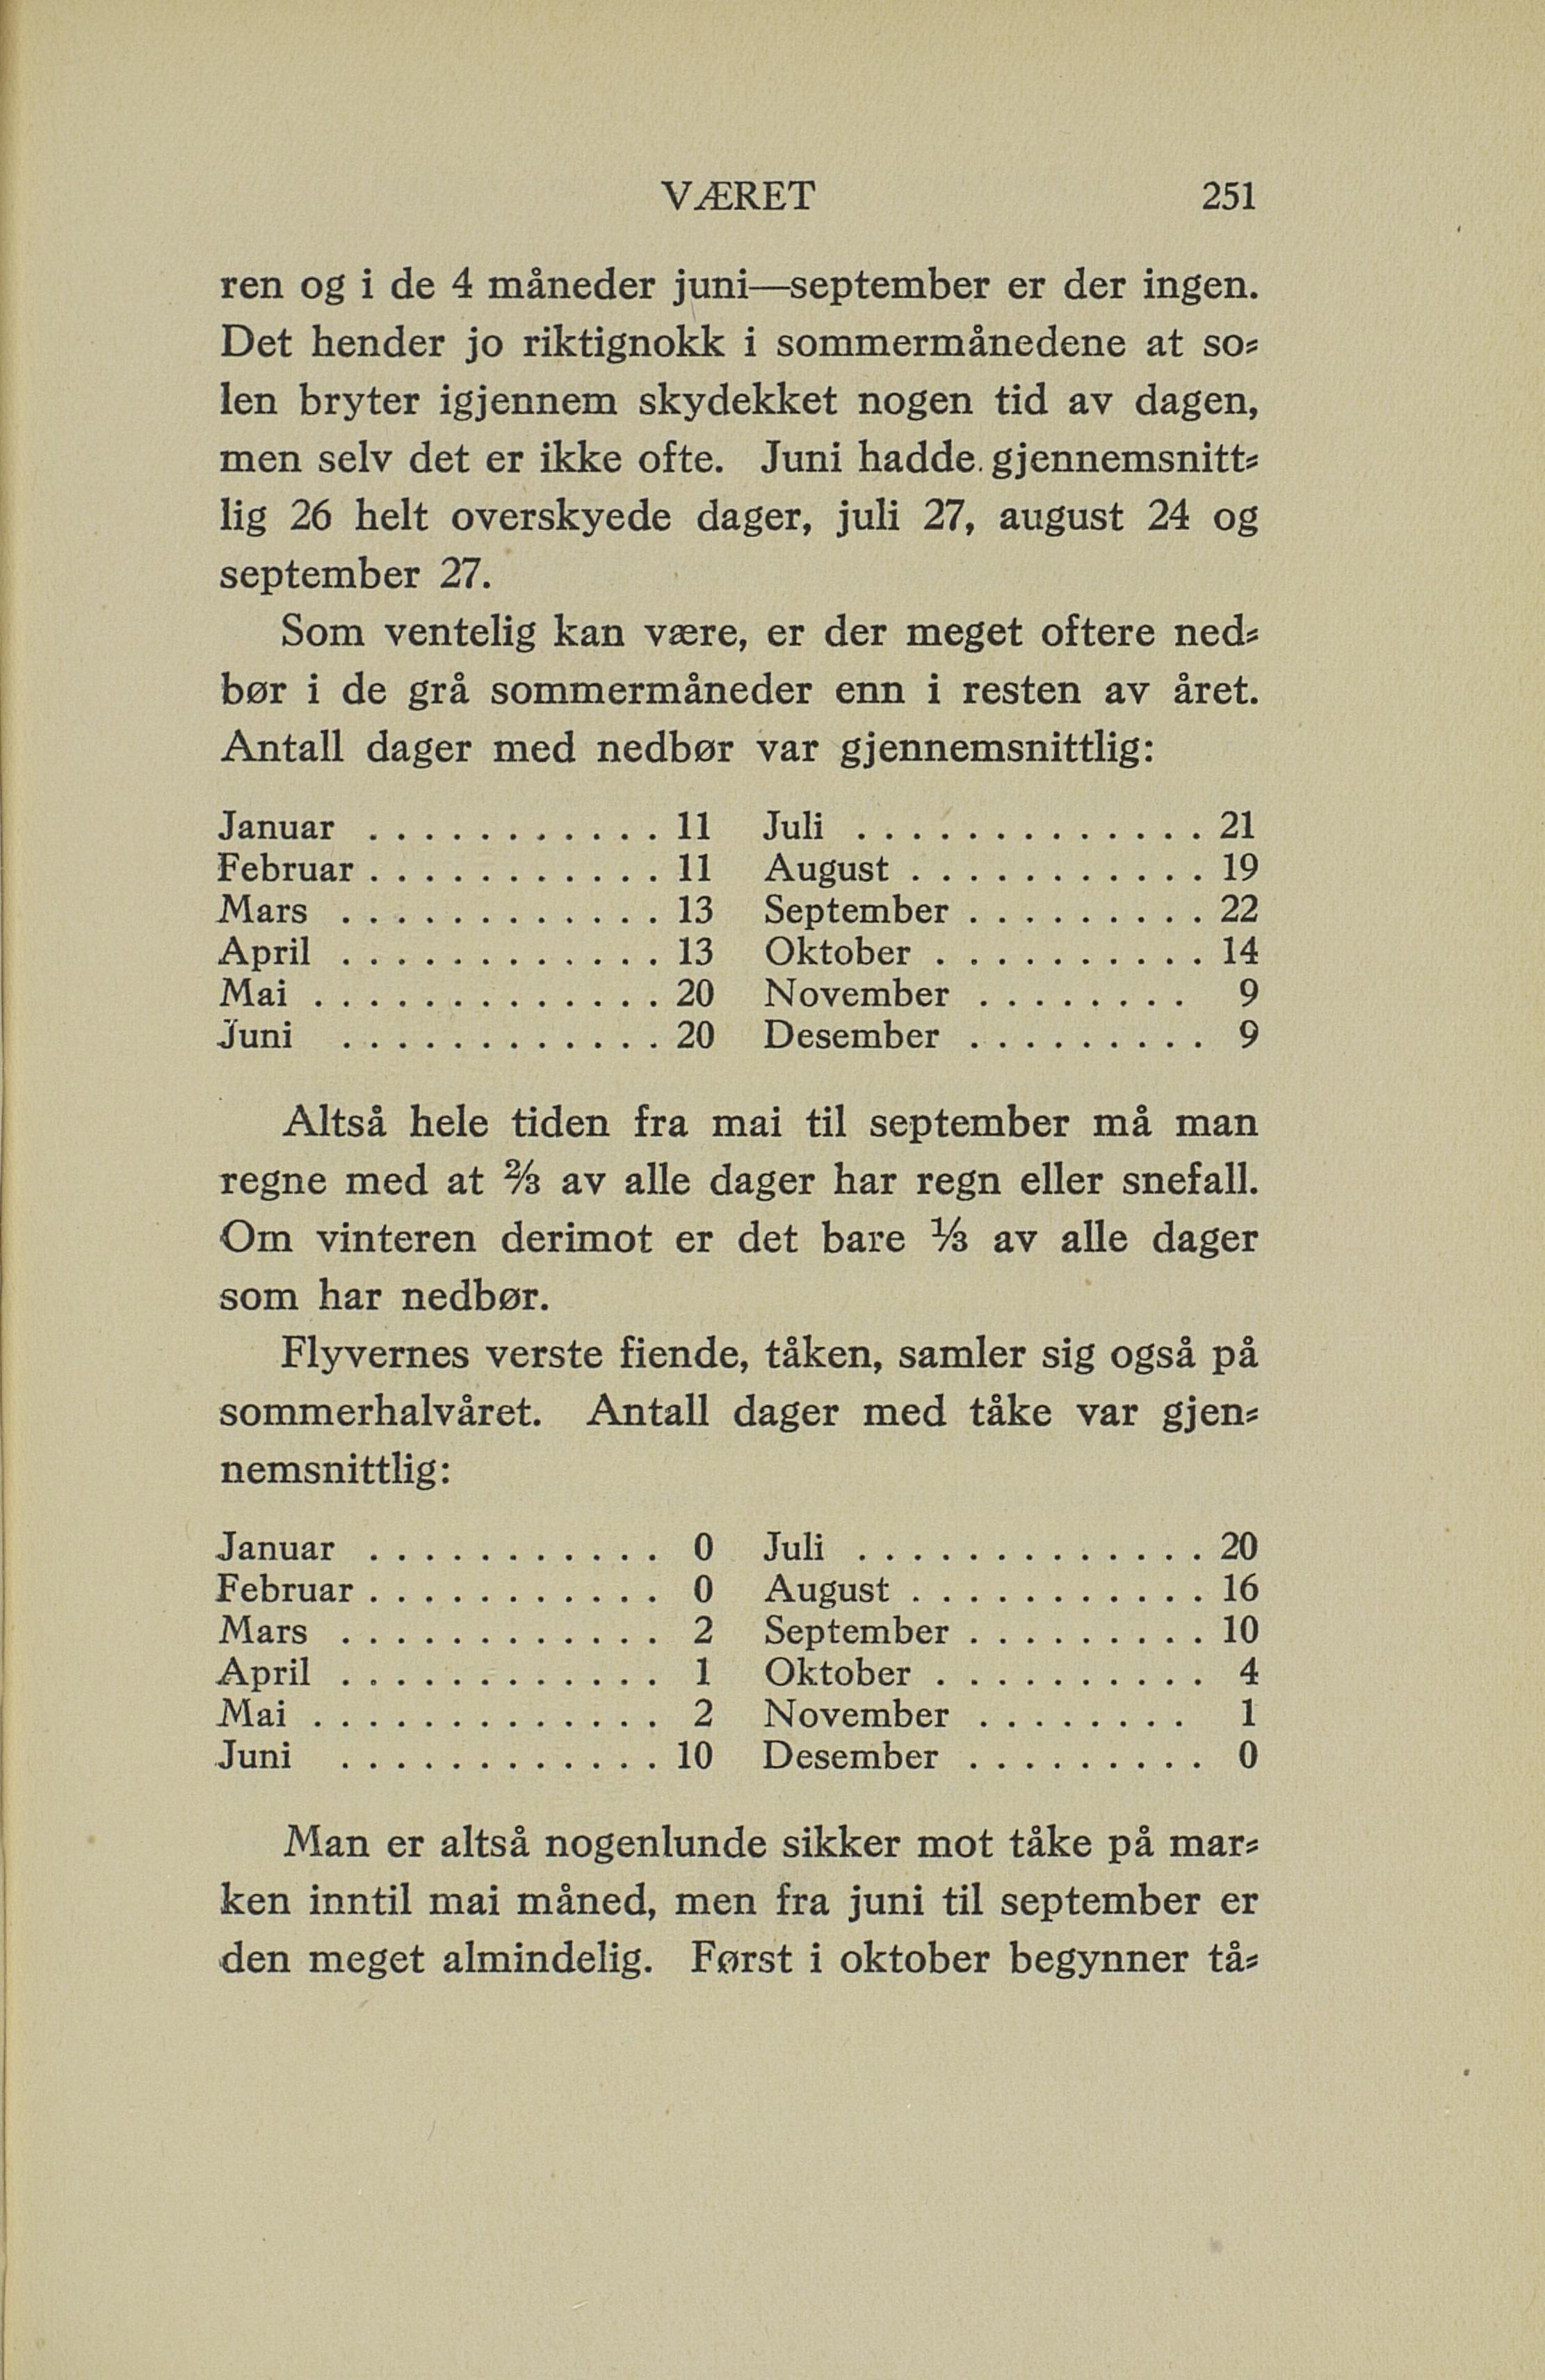 VÆRET 251
ren og i de 4 måneder juni—september er der ingen.
Det hender jo riktignokk i sommermånedene at so-
len bryter igjennem skydekket nogen tid av dagen,
men selv det er ikke ofte. Juni hadde gjennemsnitt-
lig 26 helt overskyede dager, juli 27, august 24 og
september 27.
Som ventelig kan være, er der meget oftere ned-
bør i de grå sommermåneder enn i resten av året.
Antall dager med nedbør var gjennemsnittlig:
Januar . . . . . . . . . . . 11 Juli . . . . . . . . . . . . . 21
Februar . . . . . . . . . . . 11 August . . . . . . . . . . . 19
Mars . . . . . . . . . . . . 13 September . . . . . . . . . 22
April . . . . . . . . . . . . 13 Oktober . . . . . . . . . . 14
Mai . . . . . . . . . . . . . 20 November . . . . . . . . 9
Juni . . . . . . . . . . . . 20 Desember . . . . . . . . . 9
Altså hele tiden fra mai til september må man
regne med at ⅔ av alle dager har regn eller snefall.
Om vinteren derimot er det bare ⅓ av alle dager
som har nedbør.
Flyvernes verste fiende, tåken, samler sig også på
sommerhalvåret. Antall dager med tåke var gjen-
nemsnittlig:
Januar . . . . . . . . . . . 0 Juli . . . . . . . . . . . . . 20
Februar . . . . . . . . . . . 0 August . . . . . . . . . . . 16
Mars . . . . . . . . . . . . 2 September . . . . . . . . . 10
April . . . . . . . . . . . . 1 Oktober . . . . . . . . . . 4
Mai . . . . . . . . . . . . . 2 November . . . . . . . . 1
Juni . . . . . . . . . . . . 10 Desember . . . . . . . . . 0
Man er altså nogenlunde sikker mot tåke på mar-
ken inntil mai måned, men fra juni til september er
den meget almindelig. Først i oktober begynner tå-